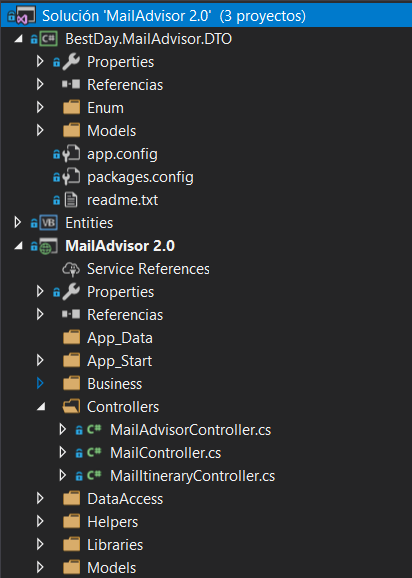 Solución 'MailAdvisor 2.0' (3 proyectos)
C# BestDay.MailAdvisor.DTO
Properties
Referencias
Enum
Models
app.config
packages.config
readme.txt
VB Entities
MailAdvisor 2.0
Service References
Properties
Referencias
App_Data
App_Start
Business
Controllers
C# MailAdvisorController.cs
C# MailController.cs
C# MailItineraryController.cs
DataAccess
Helpers
Libraries
Models